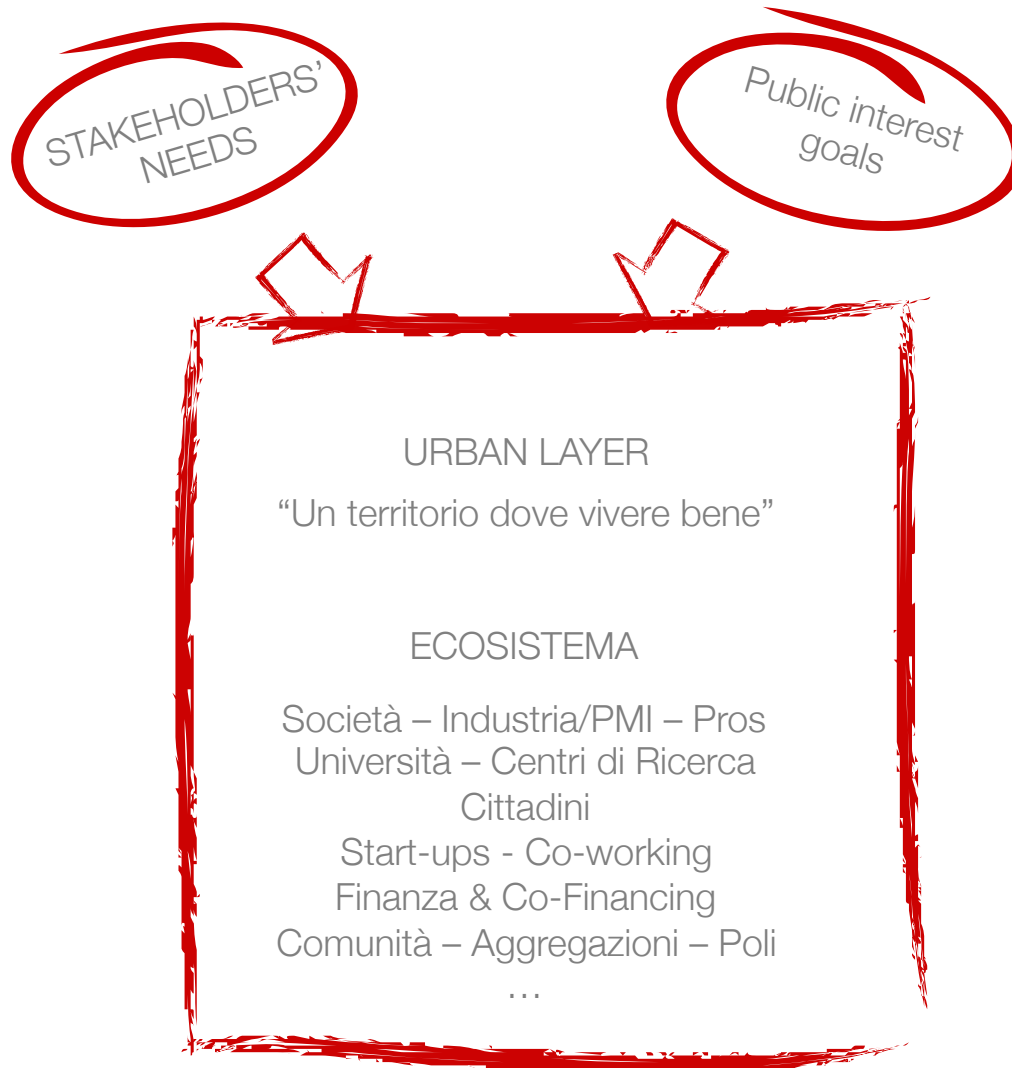 STAKEHOLDERS'
NEEDS
Public interest
goals
URBAN LAYER
“Un territorio dove vivere bene”
ECOSISTEMA
Società – Industria/PMI – Pros
Università – Centri di Ricerca
Cittadini
Start-ups - Co-working
Finanza & Co-Financing
Comunità – Aggregazioni – Poli
…